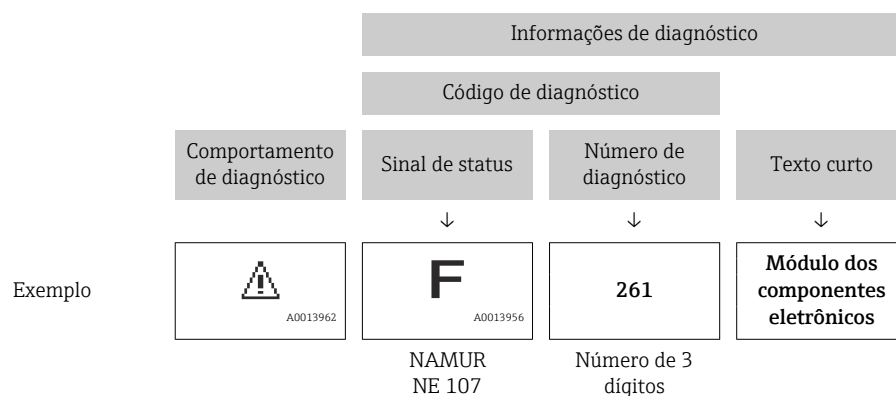 Informações de diagnóstico
Código de diagnóstico
Comportamento
de diagnóstico
Sinal de status
Número de
diagnóstico
Texto curto
↓ ↓ ↓
Exemplo
A0013962
F
A0013956
261
Módulo dos
componentes
eletrônicos
NAMUR
NE 107
Número de 3
dígitos